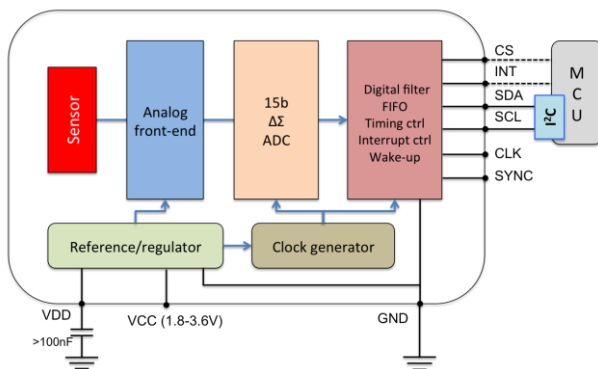 Sensor
Analog
front-end
15b
ΔΣ
ADC
Digital filter
FIFO
Timing ctrl
Interrupt ctrl
Wake-up
CS
INT
SDA
SCL
CLK
SYNC
I²C
MCU
Reference/regulator
Clock generator
VDD
VCC (1.8-3.6V)
GND
>100nF